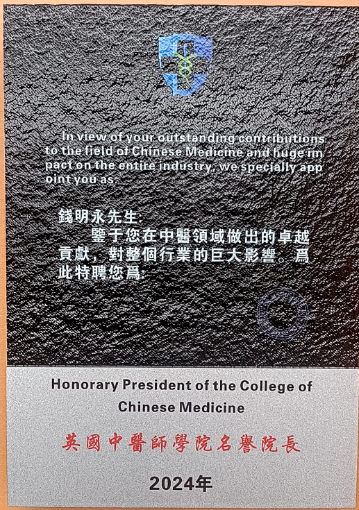 In view of your outstanding contributions
to the field of Chinese Medicine and huge im
pact on the entire industry, we specially app
oint you as:
錢明永先生:
鑒于您在中醫領域做出的卓越
貢獻，對整個行業的巨大影響。爲
此特聘您爲:
Honorary President of the College of
Chinese Medicine
英國中醫師學院名譽院長
2024年